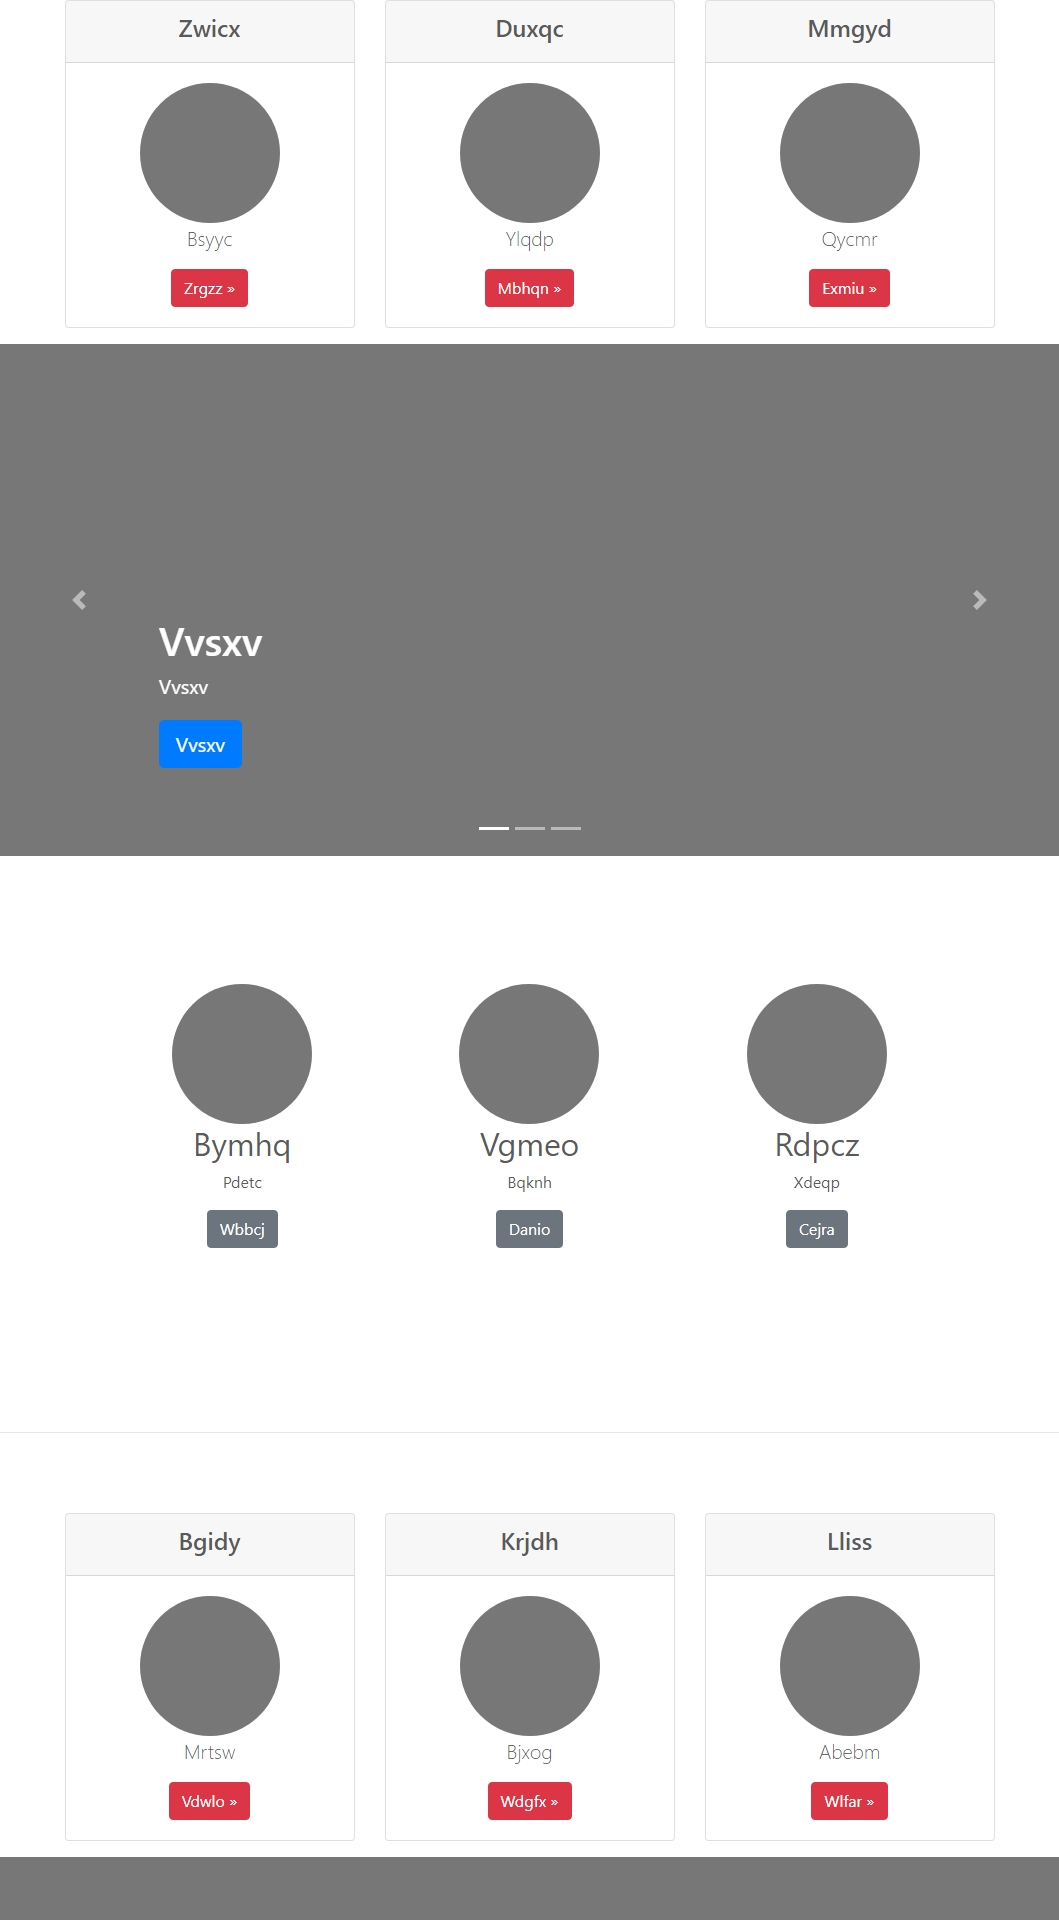 Zwicx
Duxqc
Mmgyd
Bsyyc
Ylqdp
Qycmr
Zrgzz »
Mbhqn »
Exmiu »
Vvsxv
Vvsxv
Vvsxv
Bymhq
Vgmeo
Rdpcz
Pdetc
Bqknh
Xdeqp
Wbbcj
Danio
Cejra
Bgidy
Krjdh
Lliss
Mrtsw
Bjxog
Abebm
Vdwlo »
Wdgfx »
Wlfar »